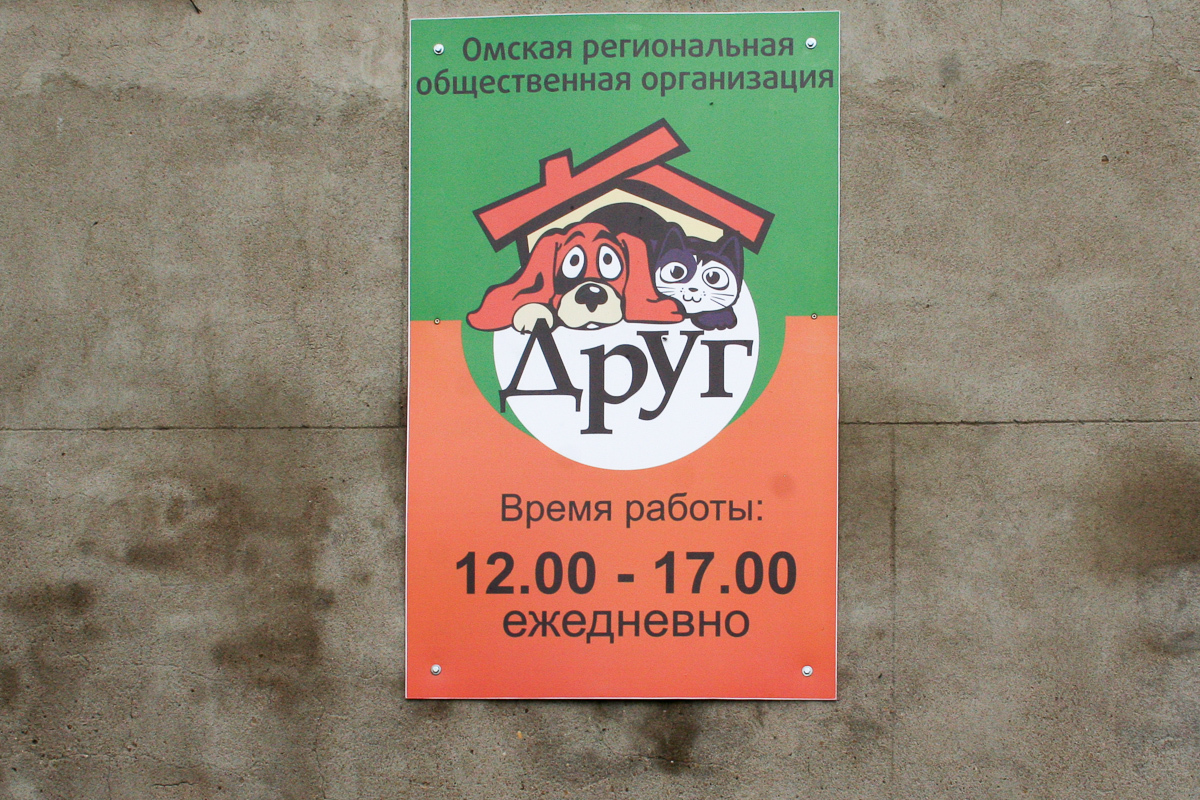 Омская региональная
общественная организация
Друг
Время работы:
12.00 - 17.00
ежедневно